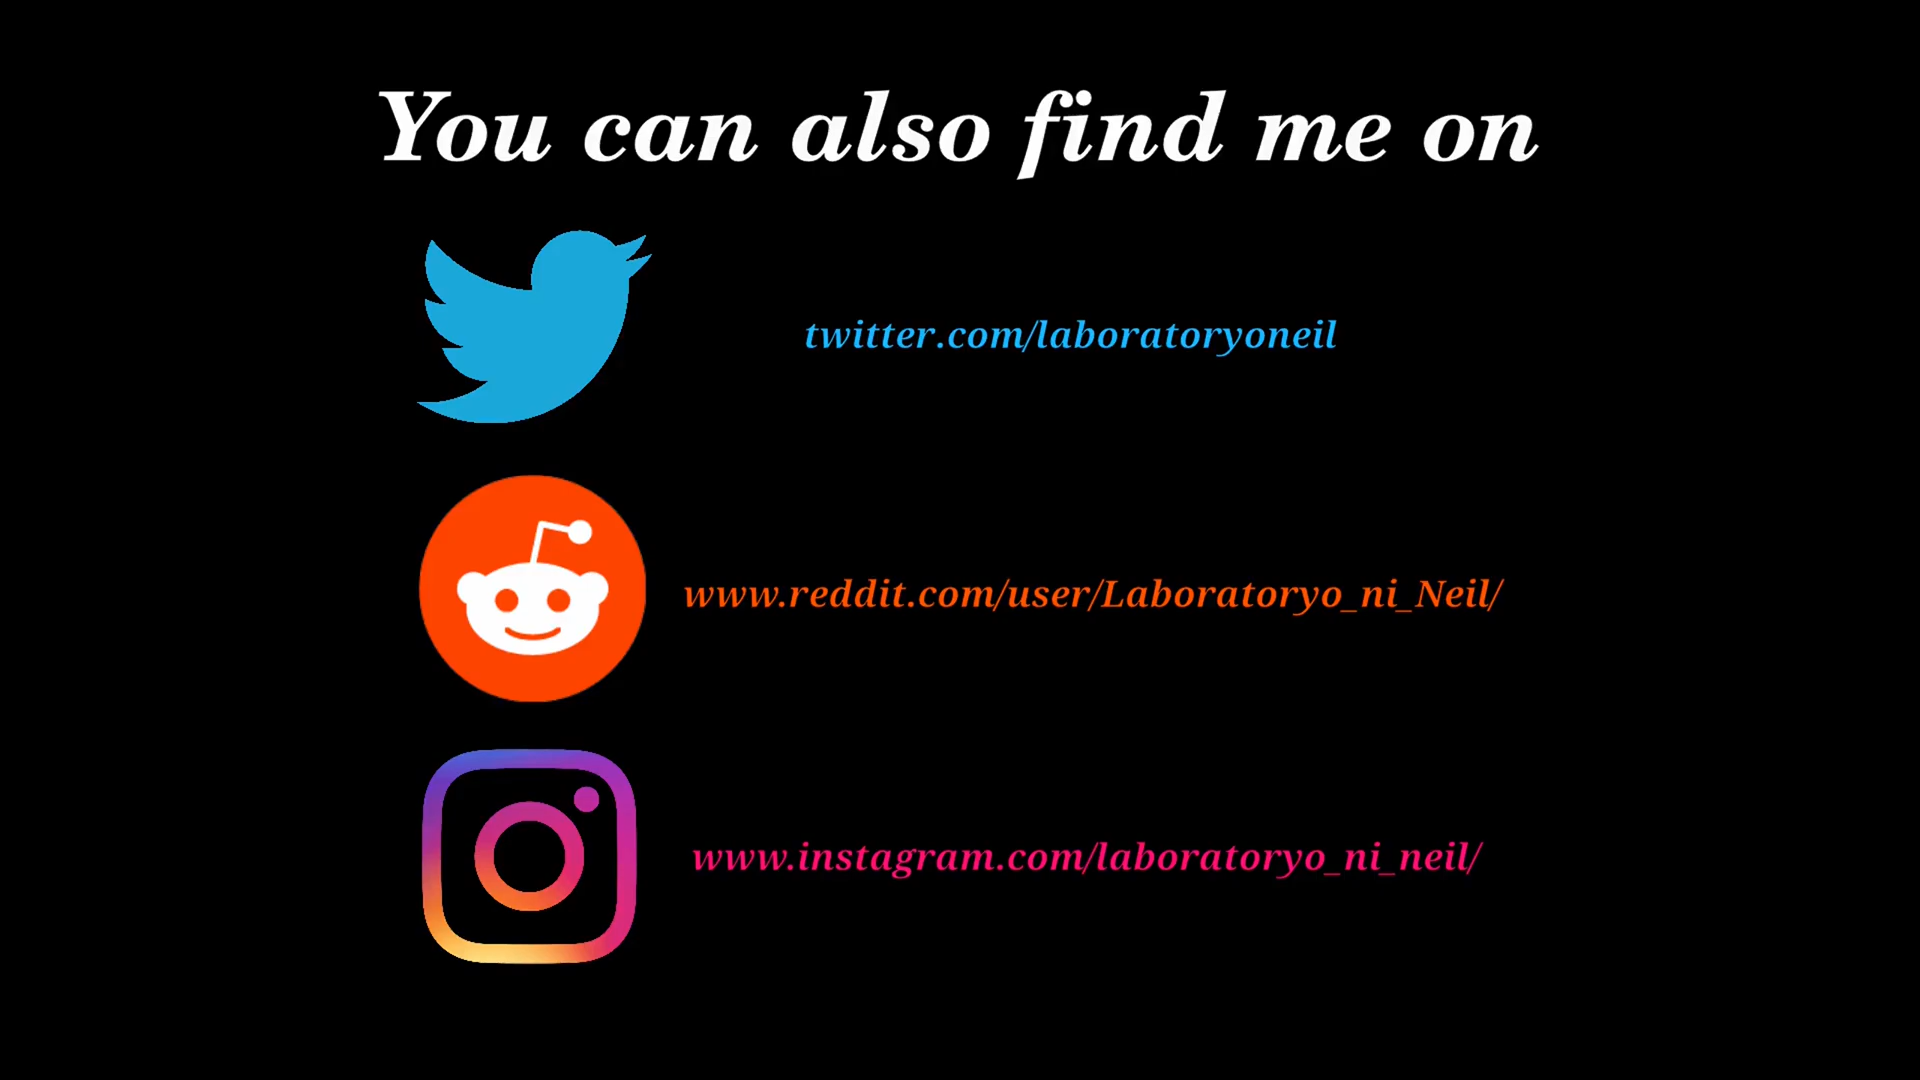 You can also find me on
twitter.com/laboratoryoneil
www.reddit.com/user/Laboratoryo_ni_Neil/
www.instagram.com/laboratoryo_ni_neil/